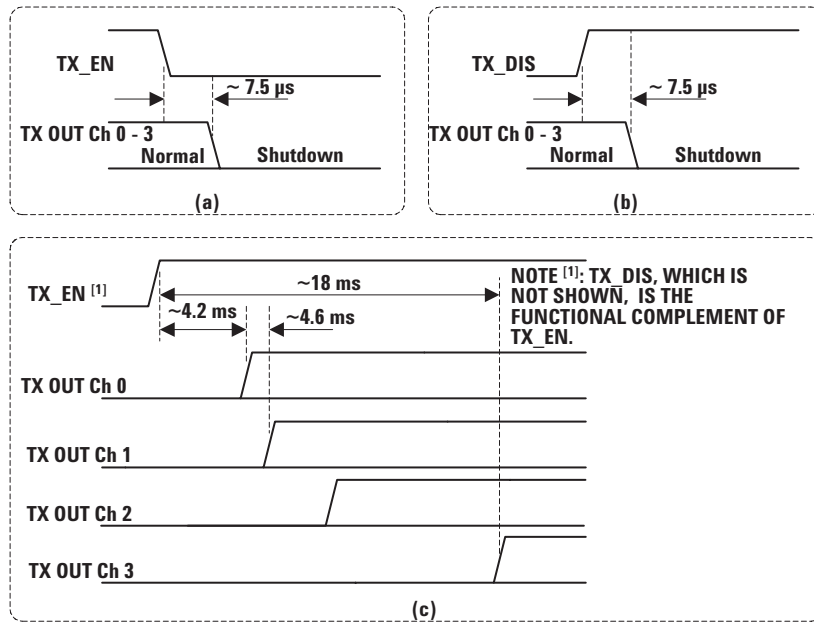 TX_EN
~ 7.5 µs
TX OUT Ch 0 - 3
Normal
Shutdown
(a)
TX_DIS
~ 7.5 µs
TX OUT Ch 0 - 3
Normal
Shutdown
(b)
TX_EN [1]
~18 ms
~4.2 ms
~4.6 ms
NOTE [1]: TX_DIS, WHICH IS
NOT SHOWN, IS THE
FUNCTIONAL COMPLEMENT OF
TX_EN.
TX OUT Ch 0
TX OUT Ch 1
TX OUT Ch 2
TX OUT Ch 3
(c)